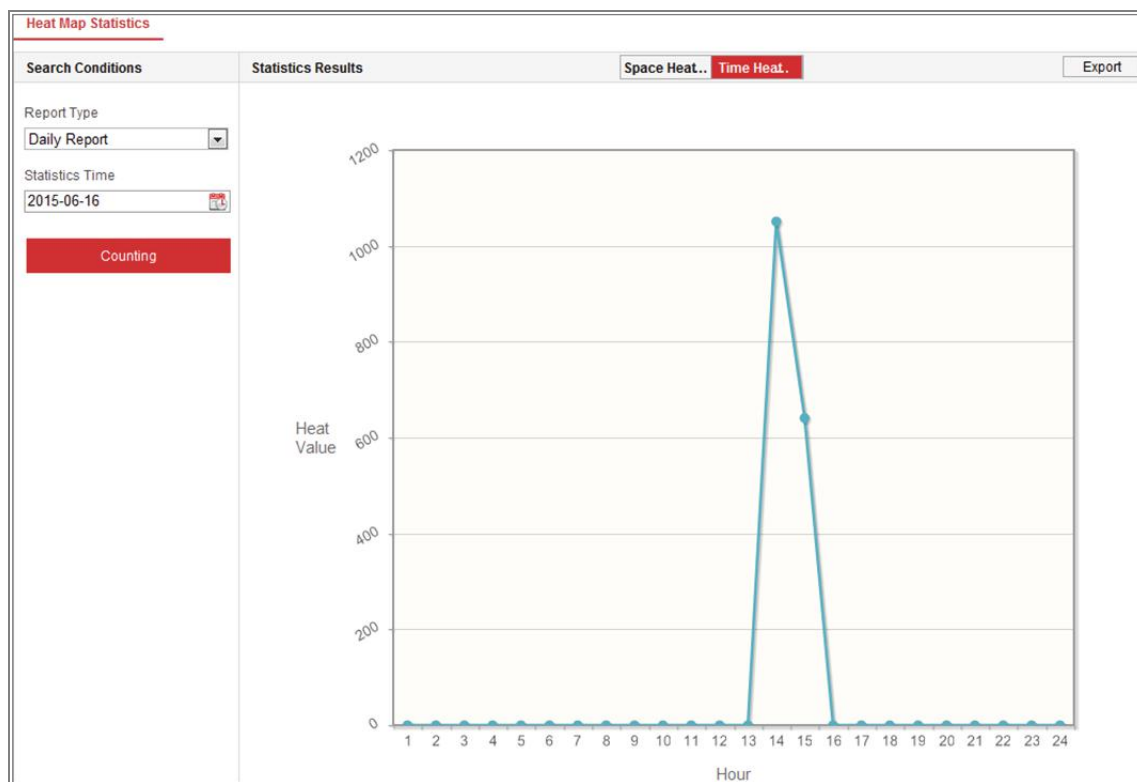 Heat Map Statistics
Search Conditions
Statistics Results
Space Heat...
Time Heat..
Export
Report Type
Daily Report
Statistics Time
2015-06-16
Counting
1200
1000
800
Heat
Value
600
400
200
0
1 2 3 4 5 6 7 8 9 10 11 12 13 14 15 16 17 18 19 20 21 22 23 24
Hour